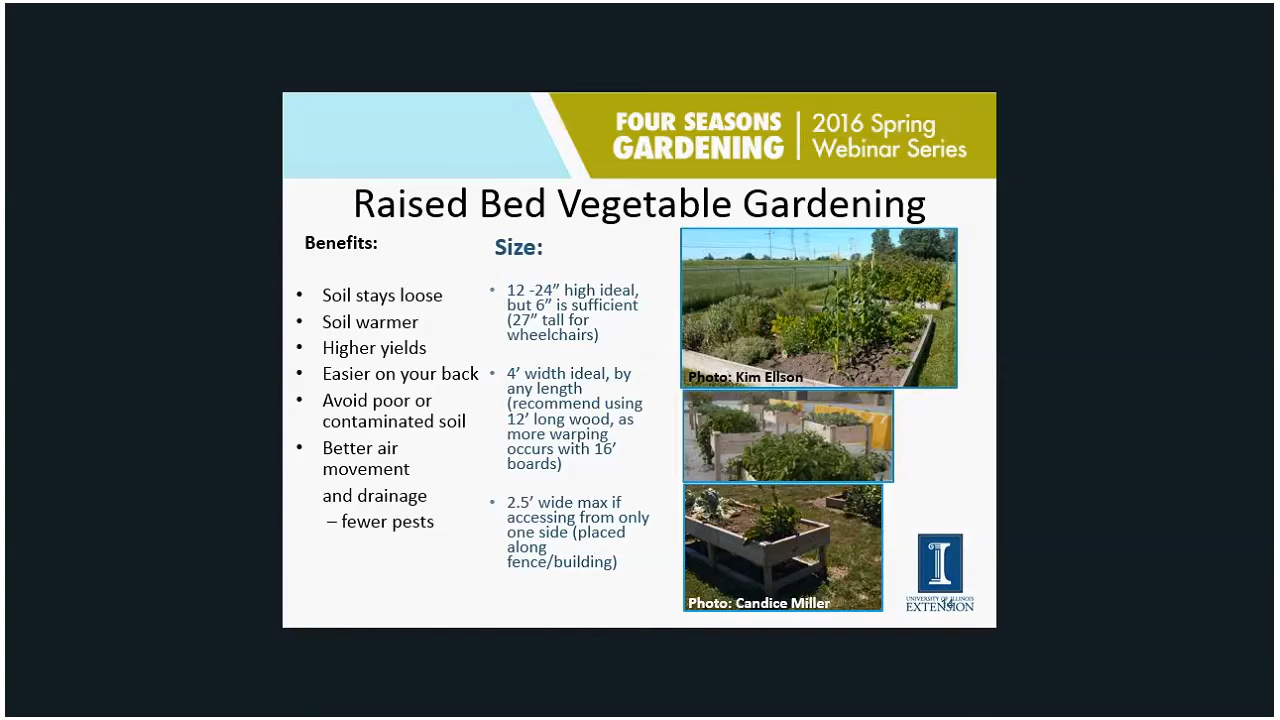 FOUR SEASONS
GARDENING
2016 Spring
Webinar Series
Raised Bed Vegetable Gardening
Benefits:
• Soil stays loose
• Soil warmer
• Higher yields
• Easier on your back
• Avoid poor or
contaminated soil
• Better air
movement
and drainage
– fewer pests
Size:
• 12 -24” high ideal,
but 6” is sufficient
(27” tall for
wheelchairs)
• 4’ width ideal, by
any length
(recommend using
12’ long wood, as
more warping
occurs with 16’
boards)
• 2.5’ wide max if
accessing from only
one side (placed
along
fence/building)
Photo: Kim Ellson
Photo: Candice Miller
UNIVERSITY OF ILLINOIS
EXTENSION